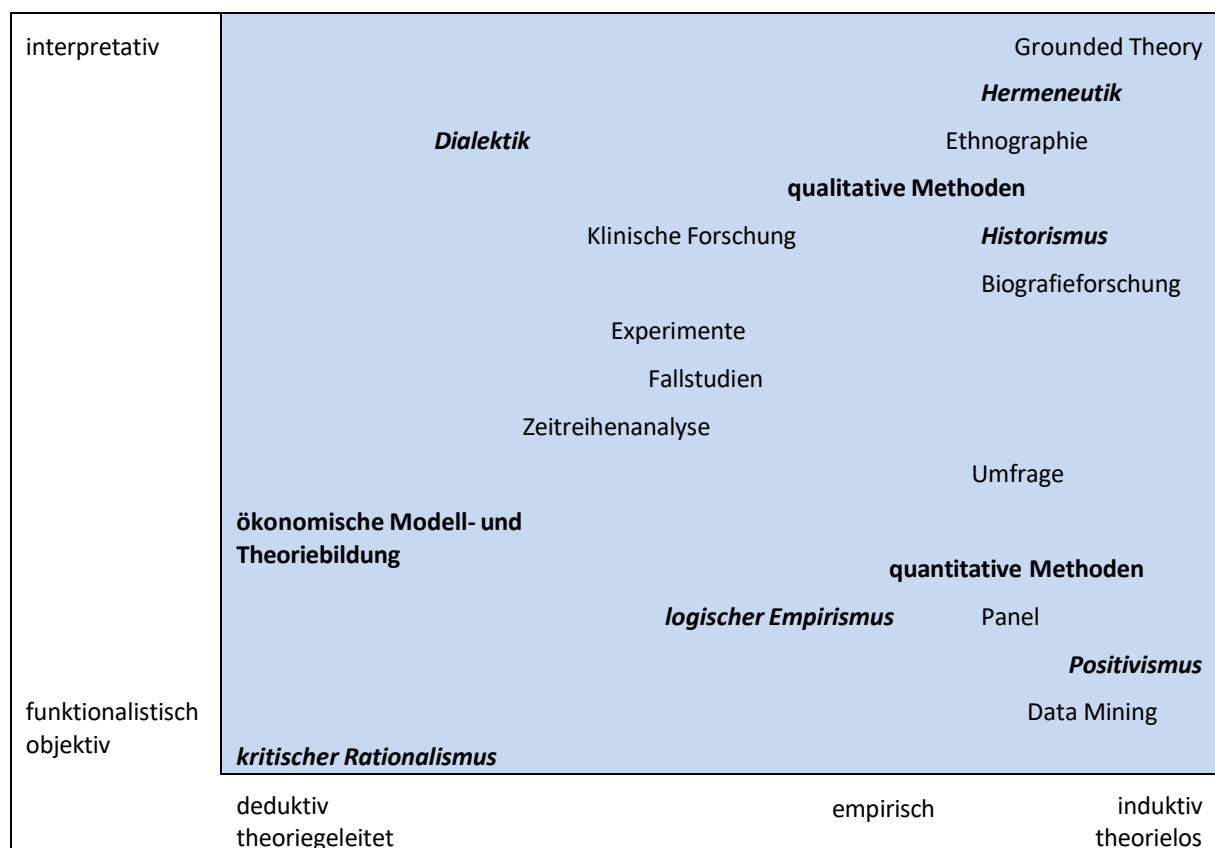 interpretativ
Grounded Theory
Hermeneutik
Dialektik
Ethnographie
qualitative Methoden
Klinische Forschung
Historismus
Biografieforschung
Experimente
Fallstudien
Zeitreihenanalyse
Umfrage
ökonomische Modell- und
Theoriebildung
quantitative Methoden
logischer Empirismus
Panel
Positivismus
funktionalistisch
objektiv
Data Mining
kritischer Rationalismus
deduktiv
theoriegeleitet
empirisch
induktiv
theorielos